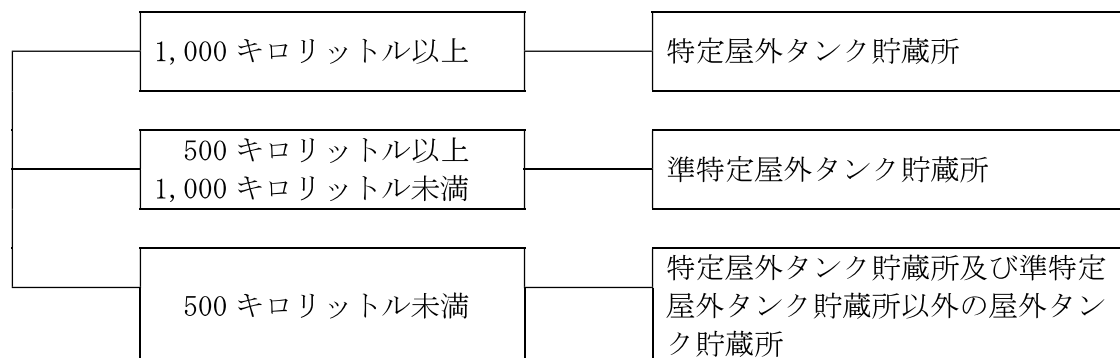 1,000 キロリットル以上
特定屋外タンク貯蔵所
500 キロリットル以上
1,000 キロリットル未満
準特定屋外タンク貯蔵所
500 キロリットル未満
特定屋外タンク貯蔵所及び準特定
屋外タンク貯蔵所以外の屋外タン
ク貯蔵所